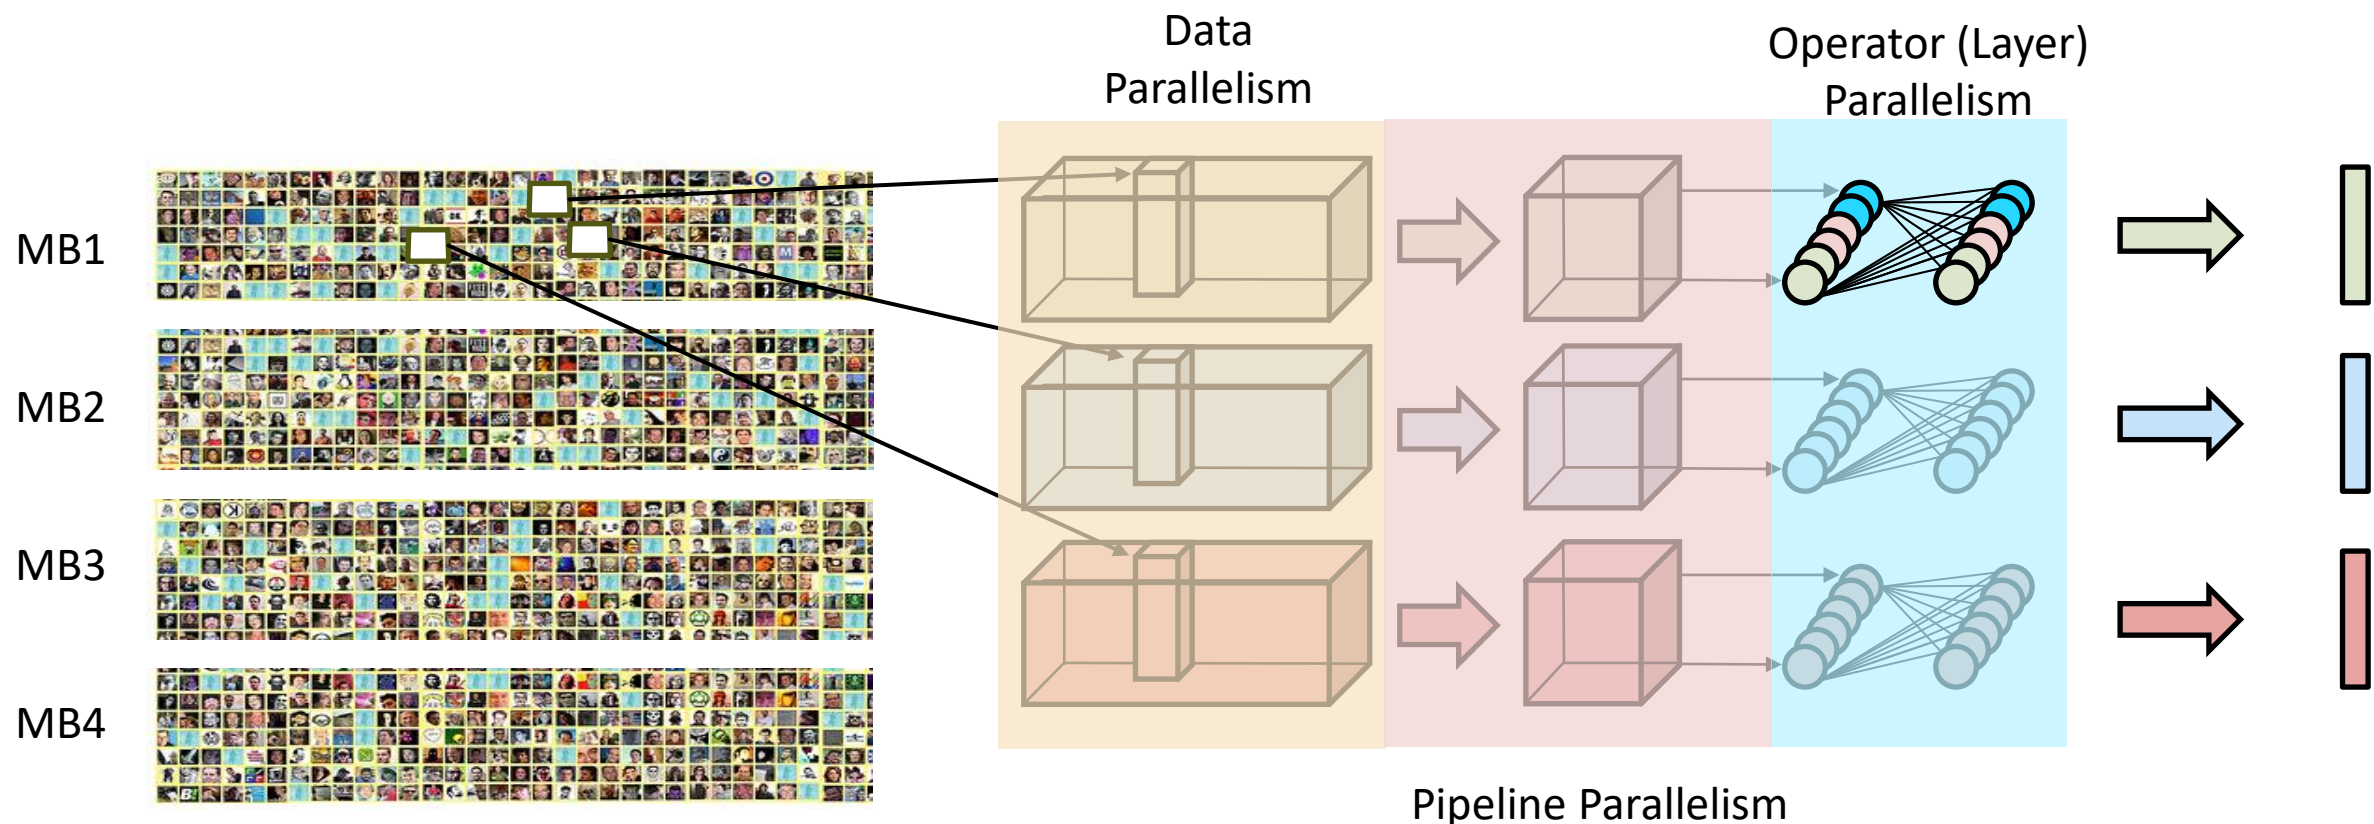 Data
Parallelism
Operator (Layer)
Parallelism
MB1
MB2
MB3
MB4
Pipeline Parallelism